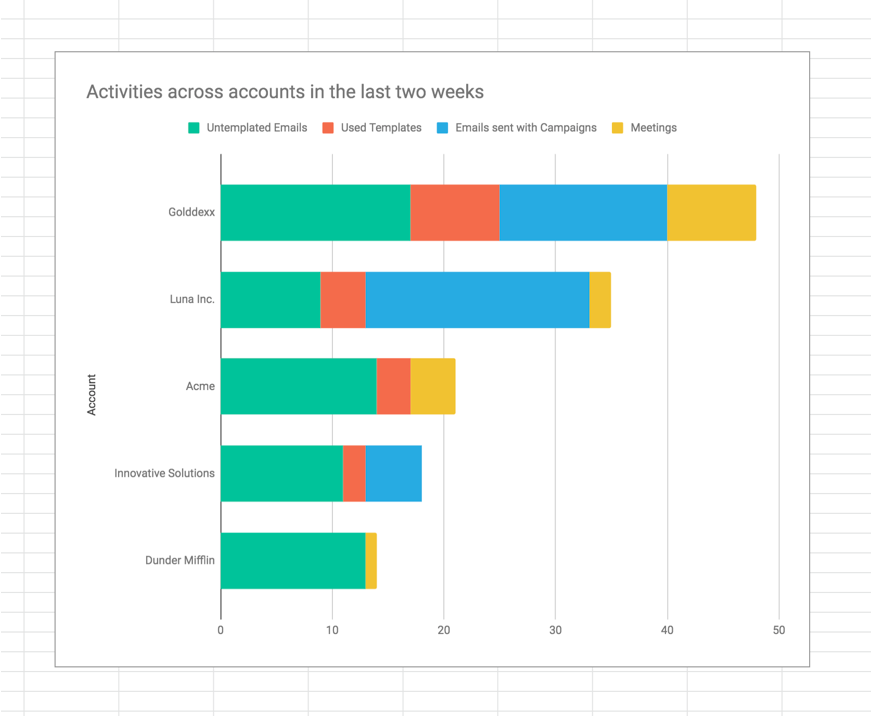 Activities across accounts in the last two weeks
Untemplated Emails Used Templates Emails sent with Campaigns Meetings
Golddexx
Luna Inc.
Acme
Account
Innovative Solutions
Dunder Mifflin
0 10 20 30 40 50